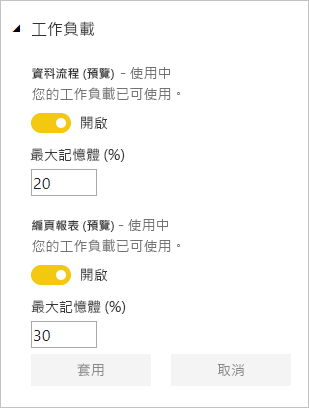 工作負載
資料流程 (預覽) - 使用中
您的工作負載已可使用。
開啟
最大記憶體 (%)
20
編頁報表 (預覽) - 使用中
您的工作負載已可使用。
開啟
最大記憶體 (%)
30
套用 取消